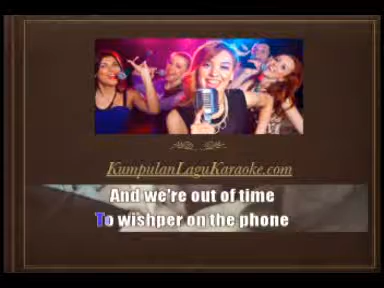 KumpulanLaguKaraoke.com
And we're out of time
To wishper on the phone